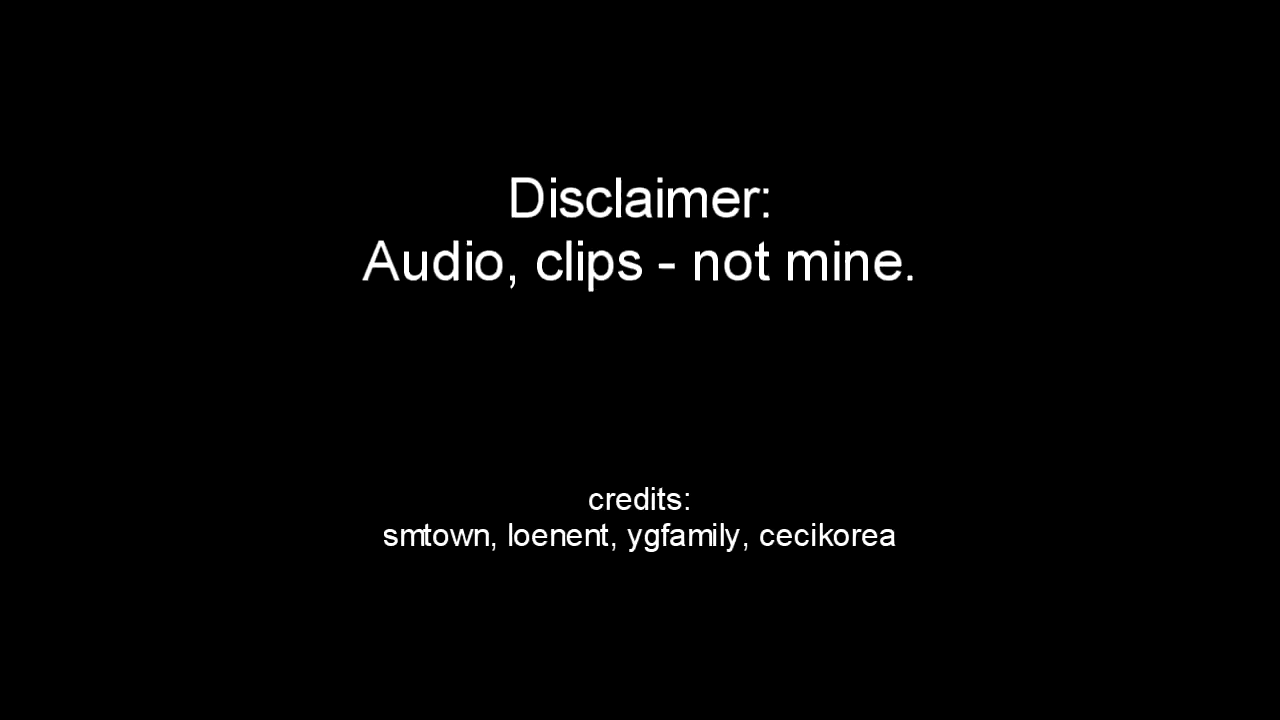 Disclaimer:
Audio, clips - not mine.
credits:
smtown, loenent, ygfamily, cecikorea